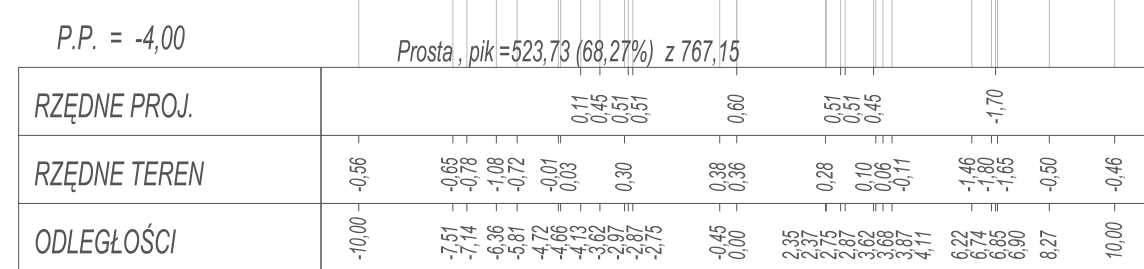 P.P. = -4,00
Prosta , pik =523,73 (68,27%) z 767,15
RZĘDNE PROJ. 0,11 0,45 0,51 0,51 0,60 0,51 0,51 0,45 -1,70
RZĘDNE TEREN -0,56 -0,65 -0,78 -1,08 -0,72 -0,01 0,03 0,30 0,38 0,36 0,28 0,10 0,06 -0,11 -1,46 -1,80 -1,65 -0,50 -0,46
ODLEGŁOŚCI -10,00 -7,51 -7,14 -6,36 -5,81 -4,72 -4,66 -4,13 -3,62 -2,97 -2,87 -2,75 -0,45 0,00 2,35 2,37 2,75 2,87 3,62 3,68 3,87 4,11 6,22 6,74 6,85 6,90 8,27 10,00